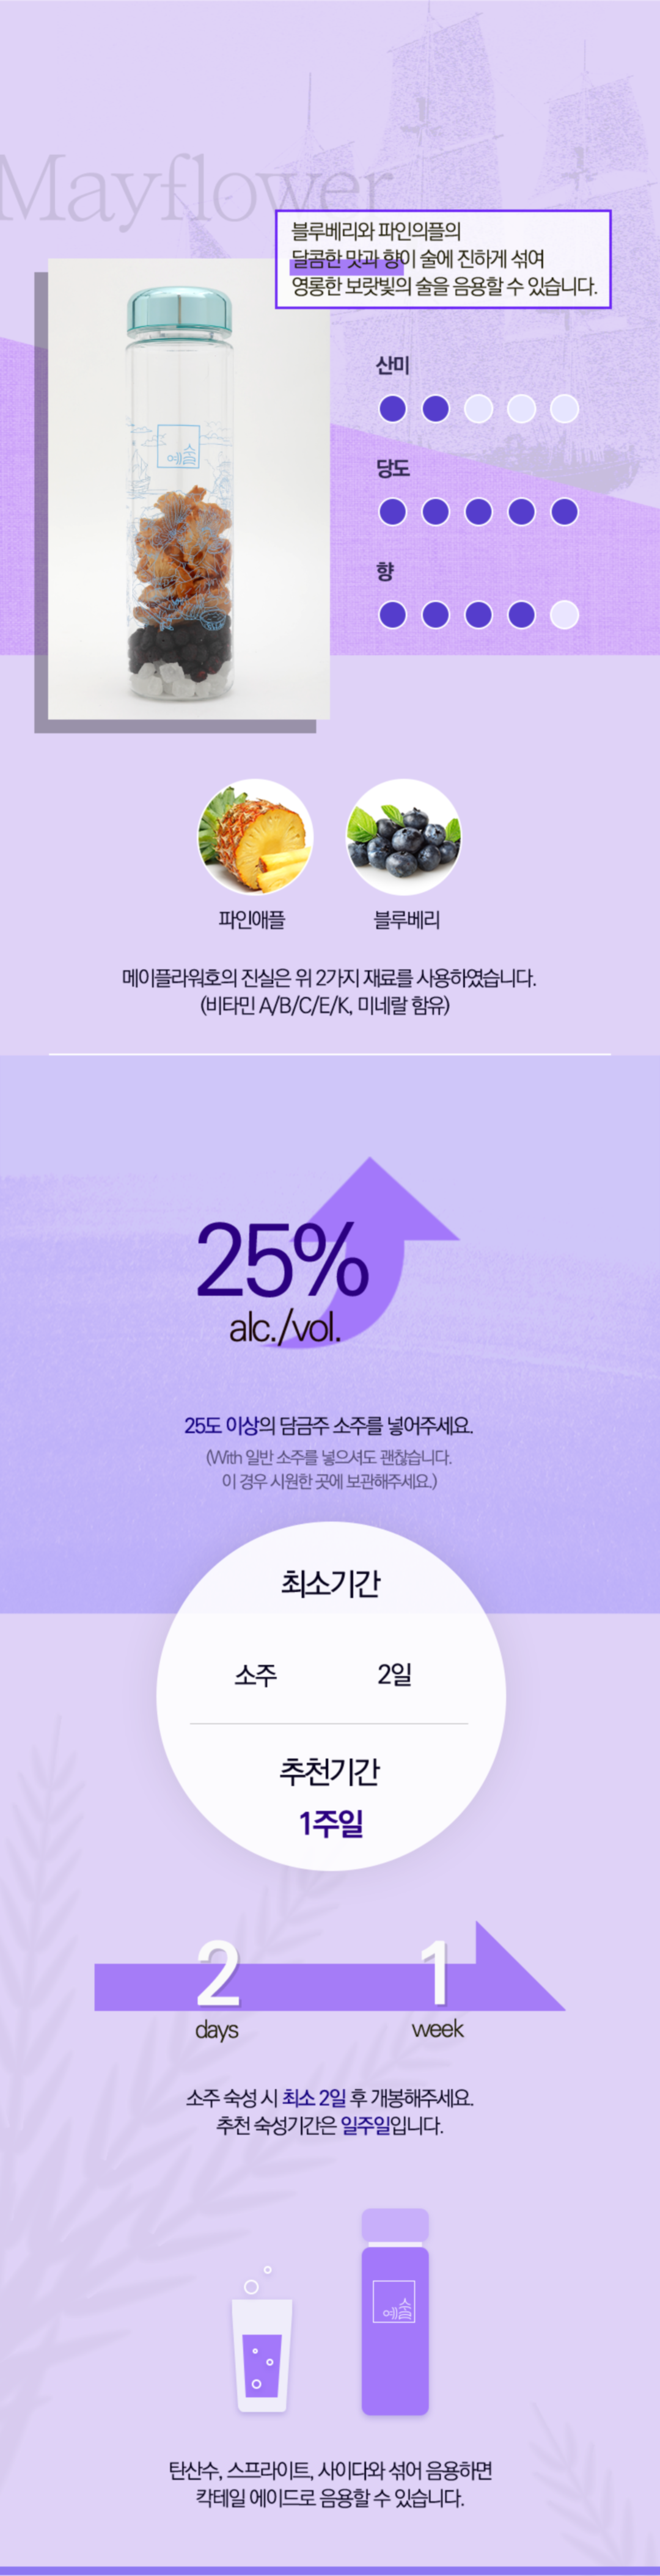 Mayflower
블루베리와 파인의플의
달콤한 맛과 향이 술에 진하게 섞여
영롱한 보랏빛의 술을 음용할 수 있습니다.
예술
산미
당도
향
파인애플
블루베리
메이플라워호의 진실은 위 2가지 재료를 사용하였습니다.
(비타민 A/B/C/E/K, 미네랄 함유)
25%
alc./vol.
25도 이상의 담금주 소주를 넣어주세요.
(With 일반 소주를 넣으셔도 괜찮습니다.
이 경우 시원한 곳에 보관해주세요.)
최소기간
소주 2일
추천기간
1주일
2 1
days week
소주 숙성 시 최소 2일 후 개봉해주세요.
추천 숙성기간은 일주일입니다.
예술
탄산수, 스프라이트, 사이다와 섞어 음용하면
칵테일 에이드로 음용할 수 있습니다.